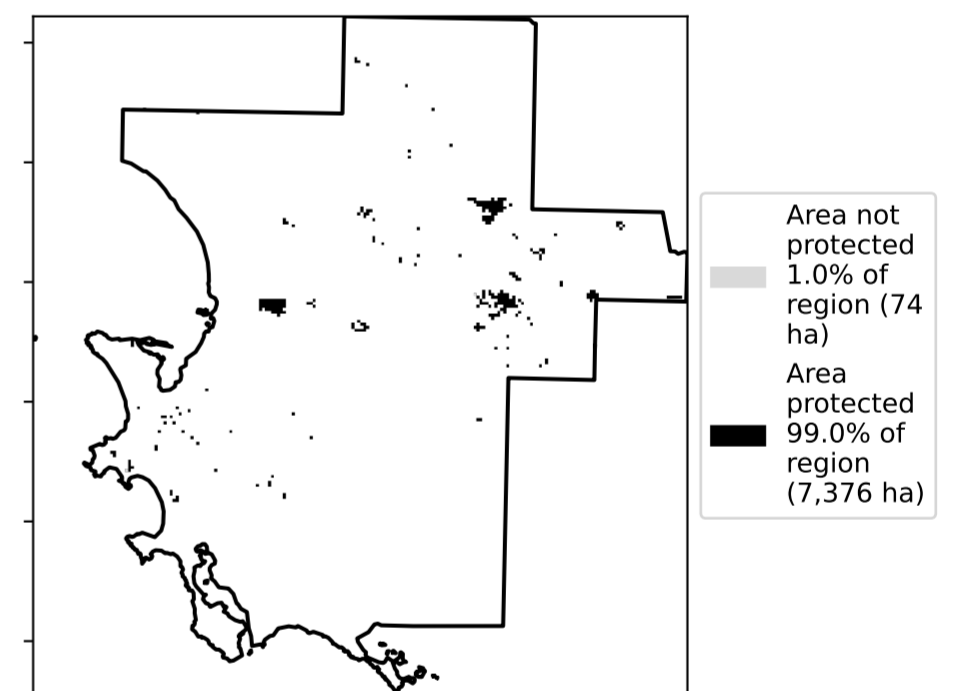 Area not
protected
1.0% of
region (74
ha)
Area
protected
99.0% of
region
(7,376 ha)